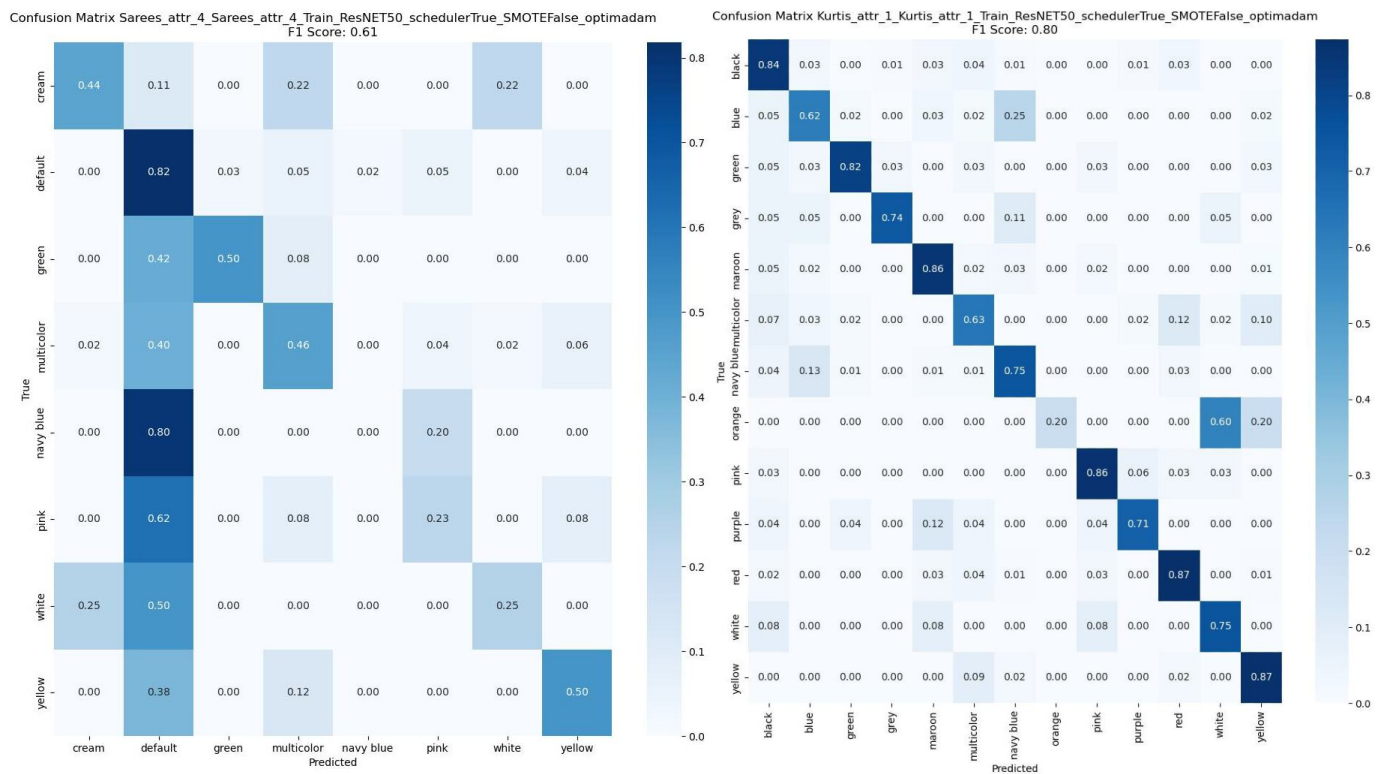 Confusion Matrix Sarees_attr_4_Sarees_attr_4_Train_ResNET50_schedulerTrue_SMOTEFalse_optimadam
F1 Score: 0.61
cream 0.44 0.11 0.00 0.22 0.00 0.00 0.22 0.00
default 0.00 0.82 0.03 0.05 0.02 0.05 0.00 0.04
green 0.00 0.42 0.50 0.08 0.00 0.00 0.00 0.00
multicolor 0.02 0.40 0.00 0.46 0.00 0.04 0.02 0.06
True
navy blue 0.00 0.80 0.00 0.00 0.00 0.20 0.00 0.00
pink 0.00 0.62 0.00 0.08 0.00 0.23 0.00 0.08
white 0.25 0.50 0.00 0.00 0.00 0.00 0.25 0.00
yellow 0.00 0.38 0.00 0.12 0.00 0.00 0.00 0.50
cream default green multicolor navy blue pink white yellow
Predicted
0.8
0.7
0.6
0.5
0.4
0.3
0.2
0.1
0.0
Confusion Matrix Kurtis_attr_1_Kurtis_attr_1_Train_ResNET50_schedulerTrue_SMOTEFalse_optimadam
F1 Score: 0.80
black 0.84 0.03 0.00 0.01 0.03 0.04 0.01 0.00 0.01 0.03 0.00 0.00
blue 0.05 0.62 0.02 0.00 0.03 0.02 0.25 0.00 0.00 0.00 0.00 0.00 0.02
green 0.05 0.03 0.82 0.03 0.00 0.03 0.00 0.00 0.03 0.00 0.00 0.00 0.03
grey 0.05 0.05 0.00 0.74 0.00 0.00 0.11 0.00 0.00 0.00 0.00 0.05 0.00
maroon 0.05 0.02 0.00 0.00 0.86 0.02 0.03 0.00 0.02 0.00 0.00 0.00 0.01
multicolor 0.07 0.03 0.02 0.00 0.00 0.63 0.00 0.00 0.00 0.02 0.12 0.02 0.10
True
navy blue 0.04 0.13 0.01 0.00 0.01 0.01 0.75 0.00 0.00 0.00 0.03 0.00 0.00
orange 0.00 0.00 0.00 0.00 0.00 0.00 0.00 0.20 0.00 0.00 0.00 0.60 0.20
pink 0.03 0.00 0.00 0.00 0.00 0.00 0.00 0.00 0.86 0.06 0.03 0.03 0.00
purple 0.04 0.00 0.04 0.00 0.12 0.04 0.00 0.00 0.04 0.71 0.00 0.00 0.00
red 0.02 0.00 0.00 0.00 0.03 0.04 0.01 0.00 0.03 0.00 0.87 0.00 0.01
white 0.08 0.00 0.00 0.00 0.08 0.00 0.00 0.00 0.08 0.00 0.00 0.75 0.00
yellow 0.00 0.00 0.00 0.00 0.00 0.09 0.02 0.00 0.00 0.00 0.02 0.00 0.87
black blue green grey maroon multicolor navy blue orange pink purple red white yellow
Predicted
0.8
0.7
0.6
0.5
0.4
0.3
0.2
0.1
0.0